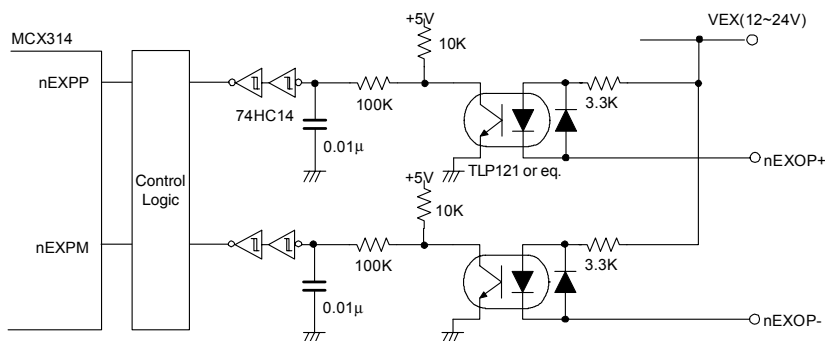 +5V
VEX(12~24V)
MCX314
10K
nEXPP
74HC14
100K
3.3K
0.01μ
TLP121 or eq.
nEXOP+
Control
Logic
+5V
10K
nEXPM
100K
3.3K
0.01μ
nEXOP-